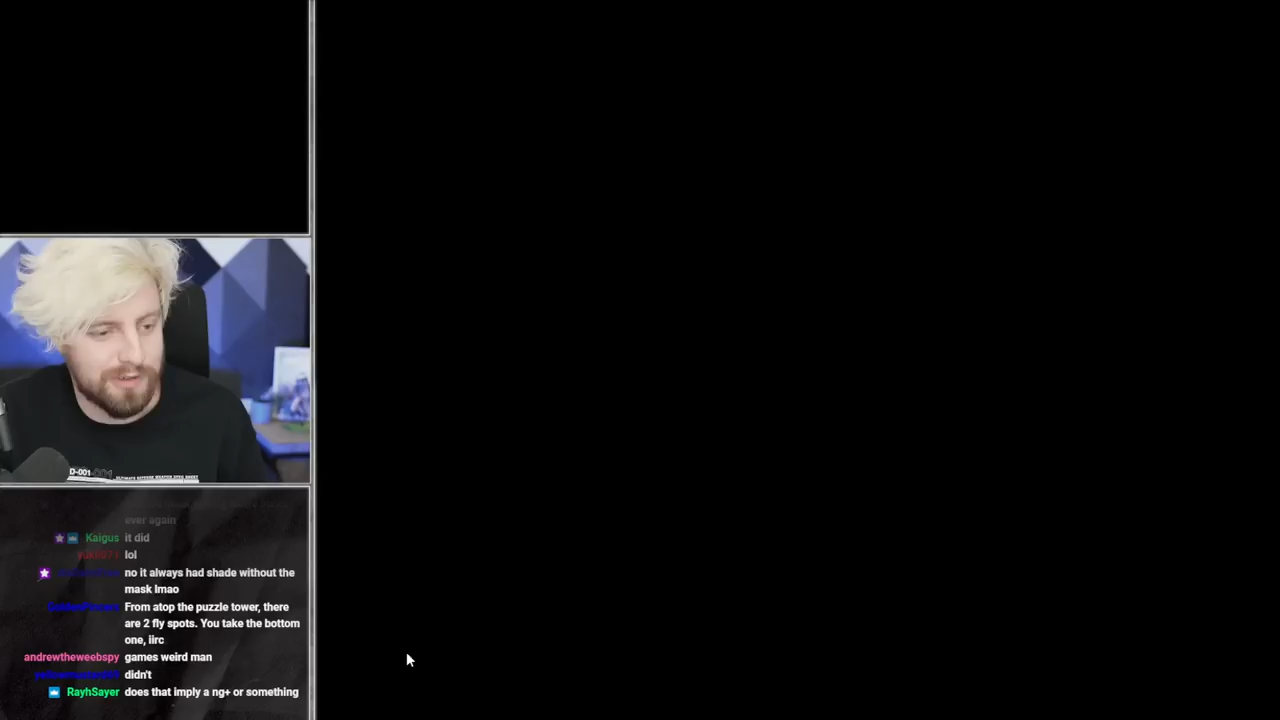 D-001
ever again
Kaigus it did
lol
no it always had shade without the
mask lmao
From atop the puzzle tower, there
are 2 fly spots. You take the bottom
one, iirc
andrewtheweebspy games weird man
didn't
RayhSayer does that imply a ng+ or something